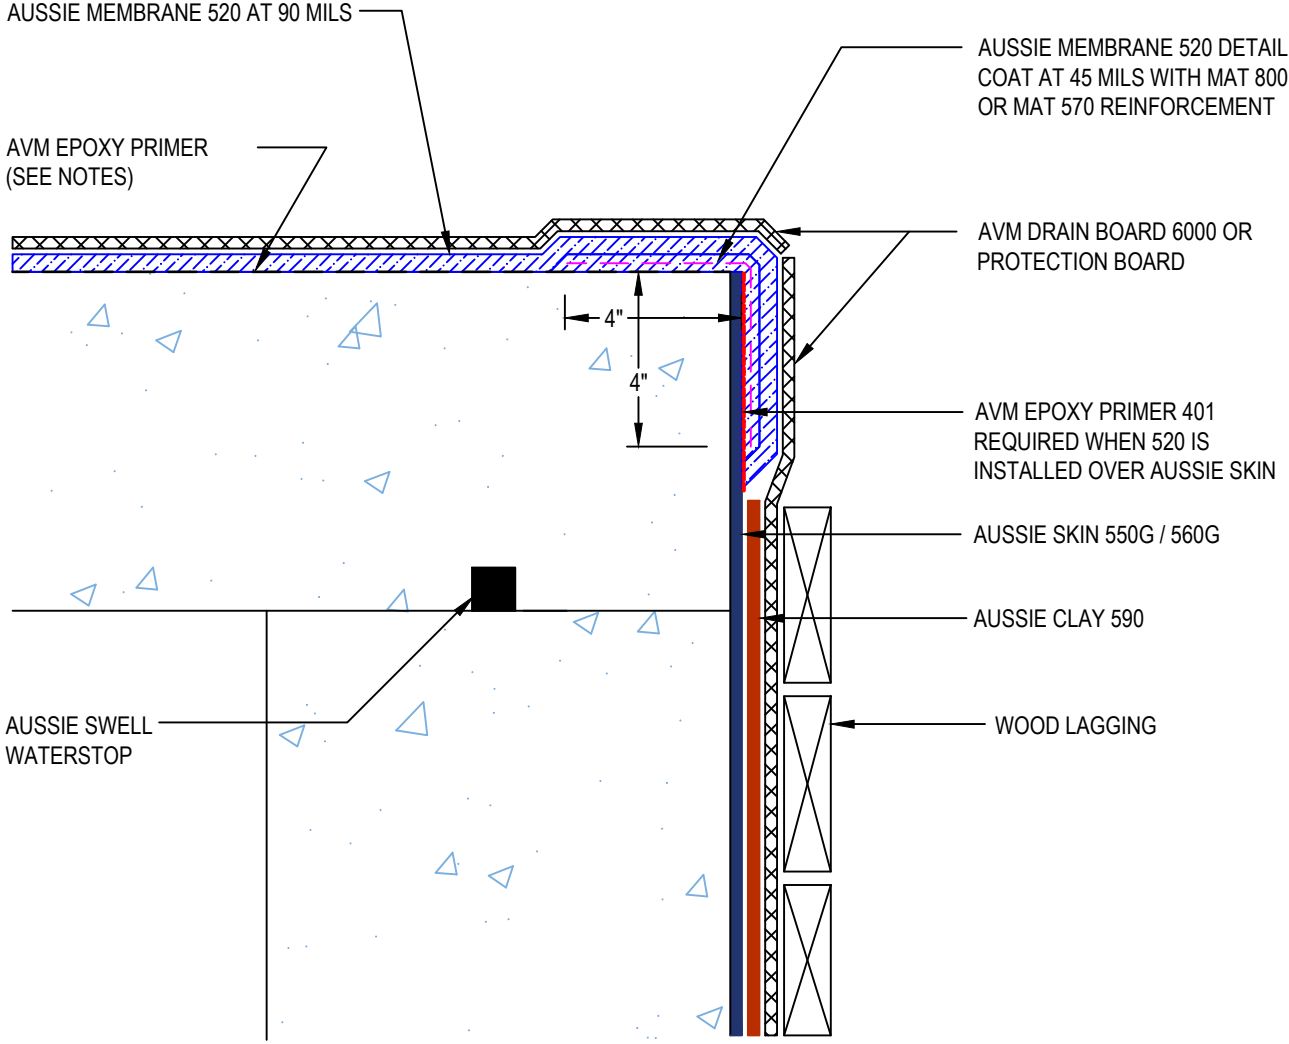 AUSSIE MEMBRANE 520 AT 90 MILS
AUSSIE MEMBRANE 520 DETAIL
COAT AT 45 MILS WITH MAT 800
OR MAT 570 REINFORCEMENT
AVM EPOXY PRIMER
(SEE NOTES)
AVM DRAIN BOARD 6000 OR
PROTECTION BOARD
4"
4"
AVM EPOXY PRIMER 401
REQUIRED WHEN 520 IS
INSTALLED OVER AUSSIE SKIN
AUSSIE SKIN 550G / 560G
AUSSIE CLAY 590
AUSSIE SWELL
WATERSTOP
WOOD LAGGING